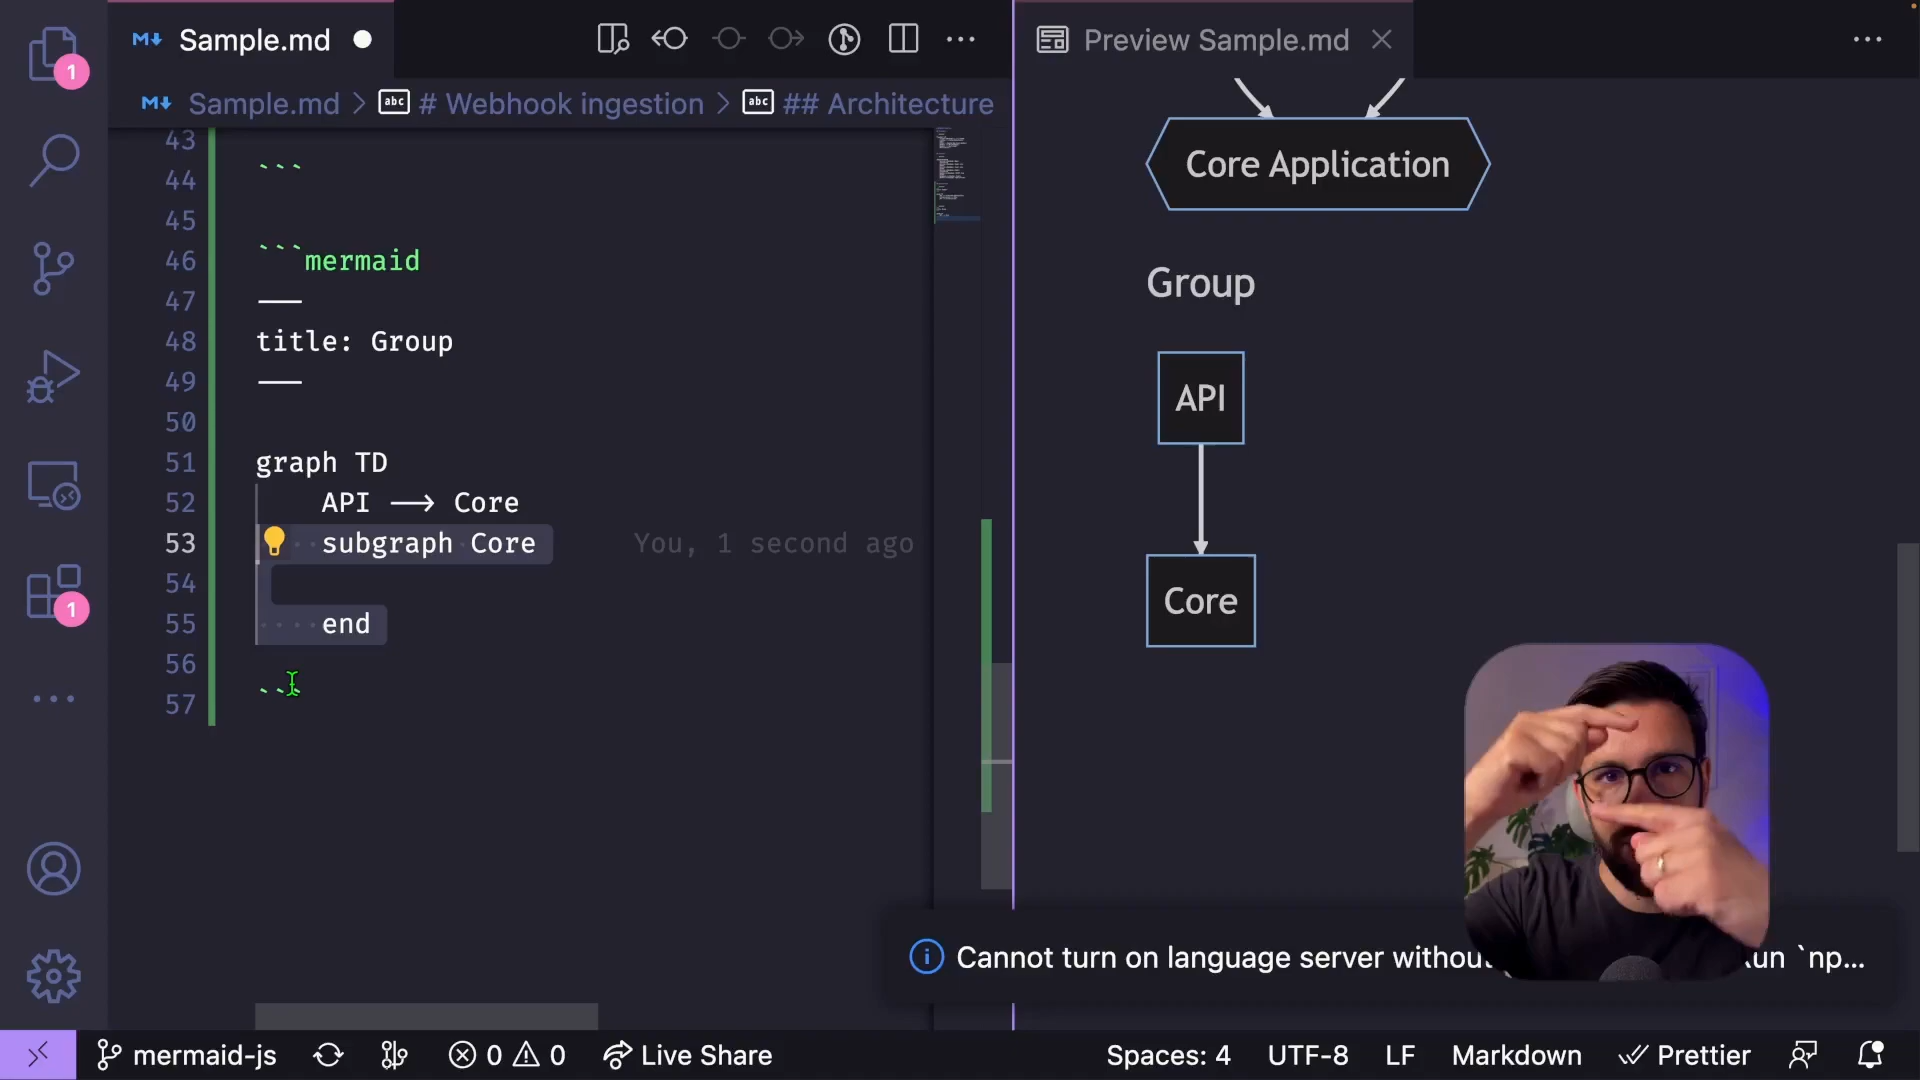 Sample.md
Preview Sample.md
Sample.md > # Webhook ingestion > ## Architecture
43
44 ```
45
46 ```mermaid
47 ---
48 title: Group
49 ---
50
51 graph TD
52 API --> Core
53 subgraph Core You, 1 second ago
54
55 end
56
57 ```
Core Application
Group
API
Core
1
1
Cannot turn on language server withou
un `np...
mermaid-js
0 0
Live Share
Spaces: 4
UTF-8
LF
Markdown
Prettier